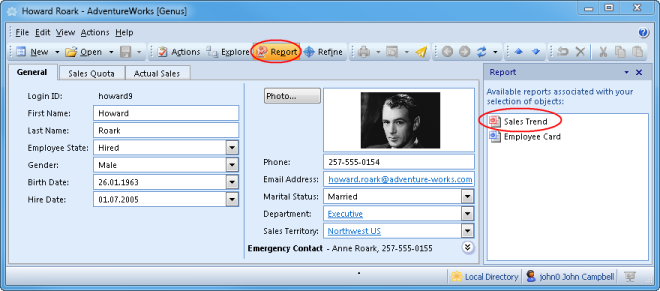 Howard Roark - AdventureWorks [Genus]
File Edit View Actions Help
New Open Actions Explore Report Refine
General Sales Quota Actual Sales
Login ID: howard9
First Name: Howard
Last Name: Roark
Employee State: Hired
Gender: Male
Birth Date: 26.01.1963
Hire Date: 01.07.2005
Photo...
Phone: 257-555-0154
Email Address: howard.roark@adventure-works.com
Marital Status: Married
Department: Executive
Sales Territory: Northwest US
Emergency Contact - Anne Roark, 257-555-0155
Report
Available reports associated with your
selection of objects:
Sales Trend
Employee Card
Local Directory john0 John Campbell